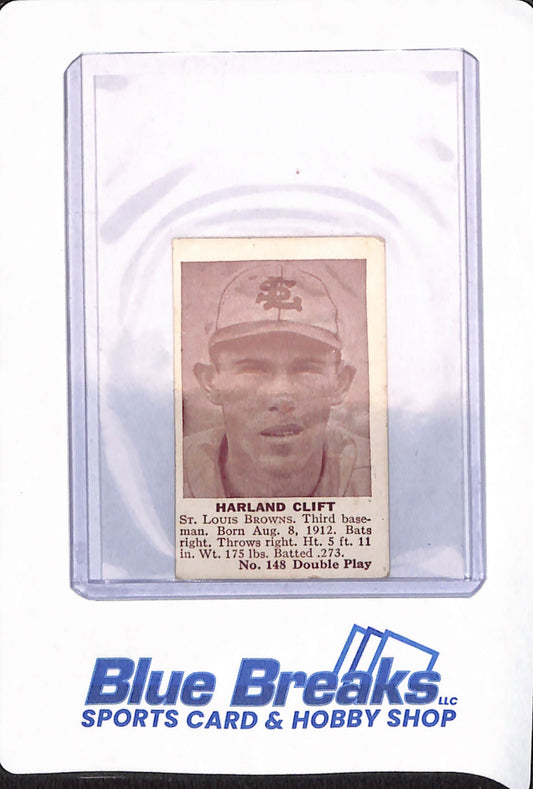 STL
HARLAND CLIFT
St. Louis Browns. Third base-
man. Born Aug. 8, 1912. Bats
right. Throws right. Ht. 5 ft. 11
in. Wt. 175 lbs. Batted .273.
No. 148 Double Play
Blue Breaks LLC
SPORTS CARD & HOBBY SHOP